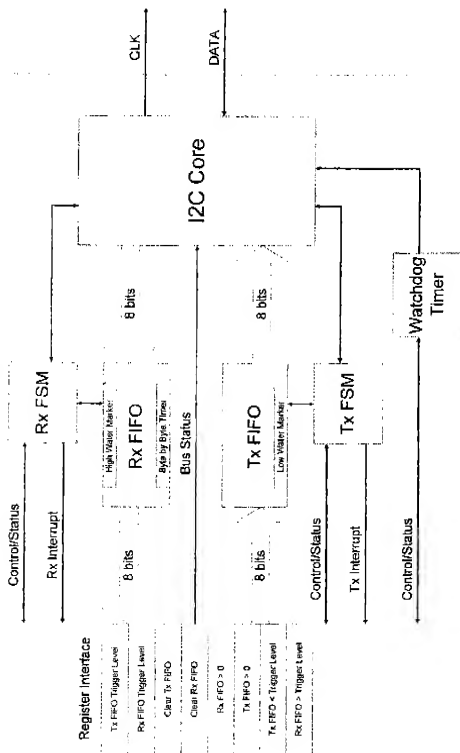 CLK
DATA
I2C Core
8 bits
8 bits
Watchdog
Timer
Rx FSM
High Water Marker
Rx FIFO
Byte by Byte Timer
Bus Status
Tx FIFO
Low Water Marker
Tx FSM
Control/Status
Rx Interrupt
8 bits
8 bits
Control/Status
Tx Interrupt
Control/Status
Register Interface
Tx FIFO Trigger Level
Rx FIFO Trigger Level
Clear Tx FIFO
Clear Rx FIFO
Rx FIFO > 0
Tx FIFO > 0
Tx FIFO < Trigger Level
Rx FIFO > Trigger Level